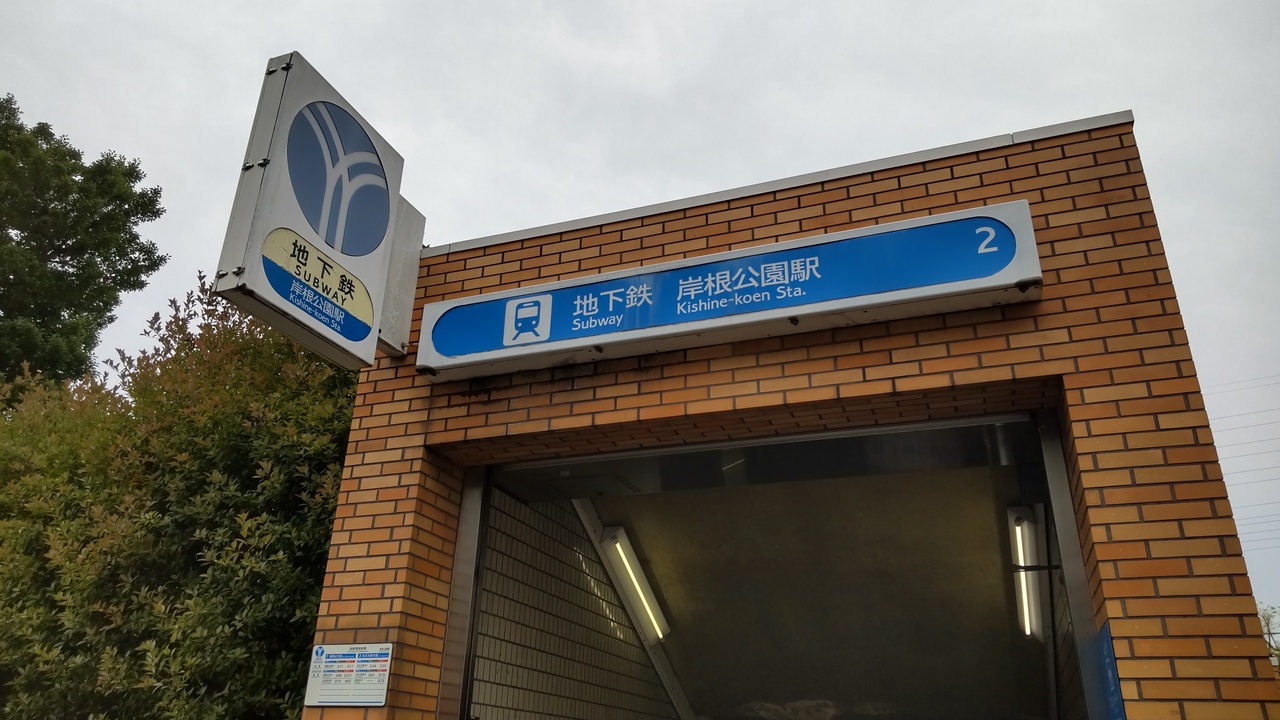 地下鉄
SUBWAY
岸根公園駅
Kishine-koen Sta.
地下鉄 岸根公園駅
Subway Kishine-koen Sta.
2